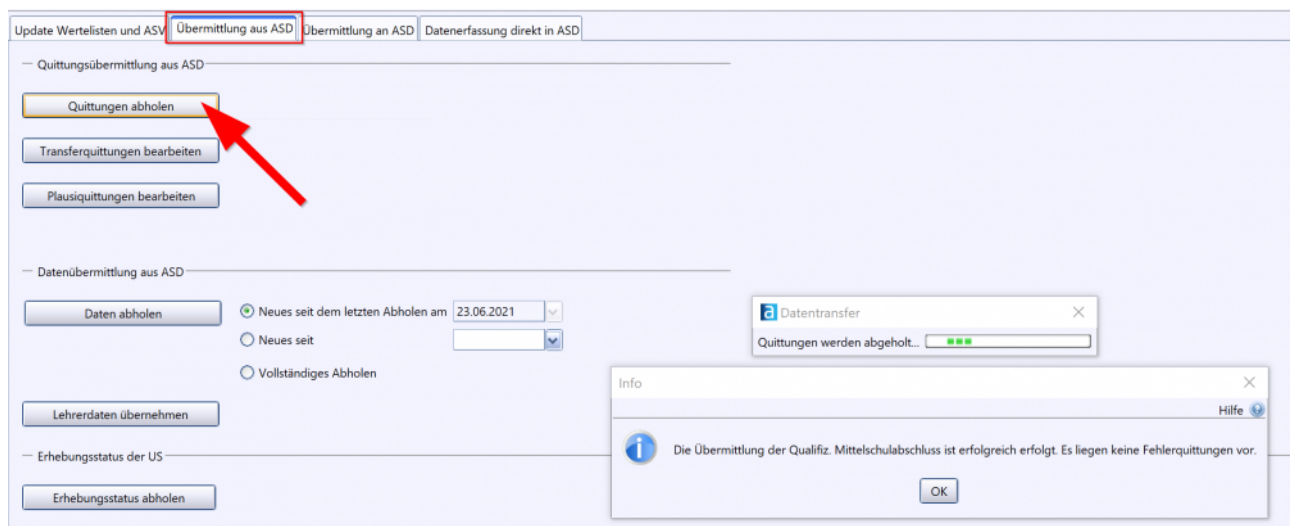 Update Wertelisten und ASV Übermittlung aus ASD Übermittlung an ASD Datenerfassung direkt in ASD
Quittungsübermittlung aus ASD
Quittungen abholen
Transferquittungen bearbeiten
Plausiquittungen bearbeiten
Datenübermittlung aus ASD
Daten abholen
Neues seit dem letzten Abholen am 23.06.2021
Neues seit
Vollständiges Abholen
Lehrerdaten übernehmen
Erhebungsstatus der US
Erhebungsstatus abholen
Datentransfer
Quittungen werden abgeholt...
Info
Hilfe
Die Übermittlung der Qualifiz. Mittelschulabschluss ist erfolgreich erfolgt. Es liegen keine Fehlerquittungen vor.
OK